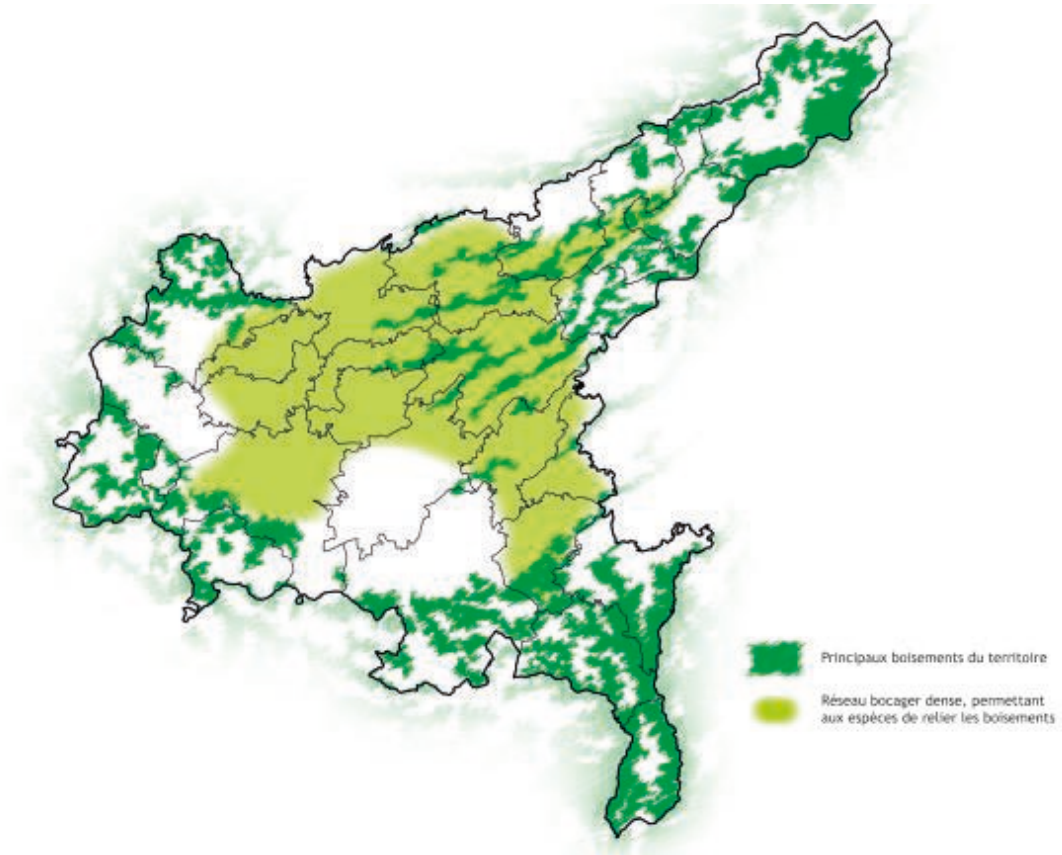 Principaux boisements du territoire
Réseau bocager dense, permettant
aux espèces de relier les boisements